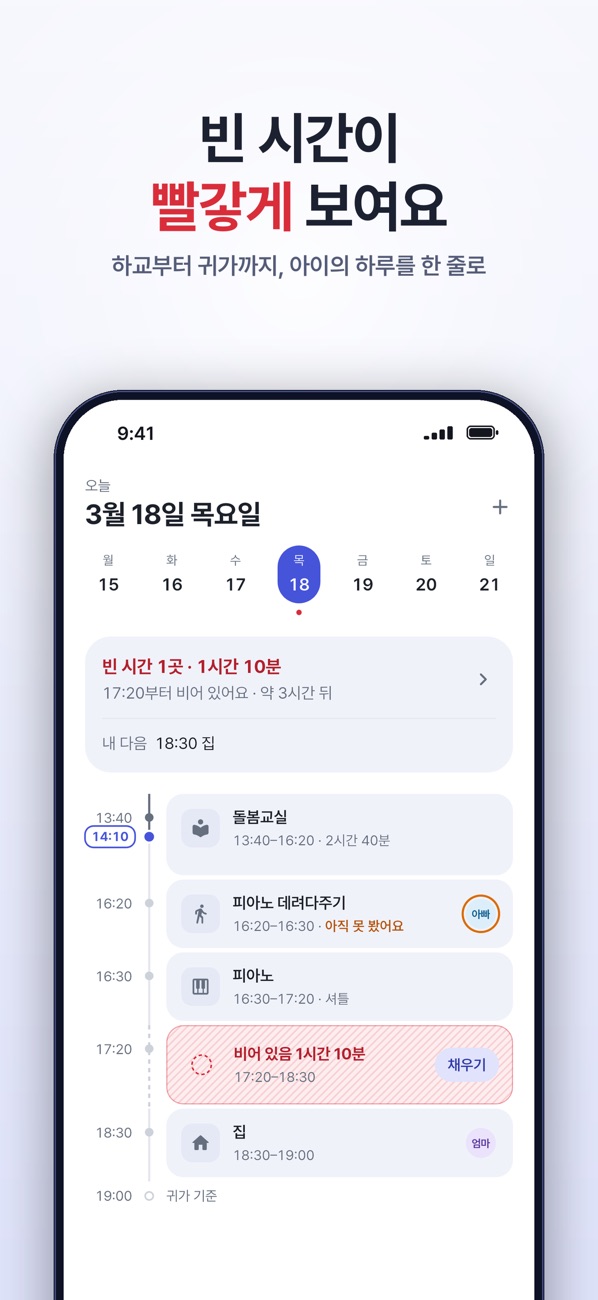 빈 시간이
빨갛게 보여요
하교부터 귀가까지, 아이의 하루를 한 줄로
9:41
오늘
3월 18일 목요일
+
월 화 수 목 금 토 일
15 16 17 18 19 20 21
빈 시간 1곳 · 1시간 10분
17:20부터 비어 있어요 · 약 3시간 뒤
내 다음 18:30 집
13:40
14:10
돌봄교실
13:40–16:20 · 2시간 40분
16:20
피아노 데려다주기
16:20–16:30 · 아직 못 봤어요
아빠
16:30
피아노
16:30–17:20 · 셔틀
17:20
비어 있음 1시간 10분
17:20–18:30
채우기
18:30
집
18:30–19:00
엄마
19:00 귀가 기준